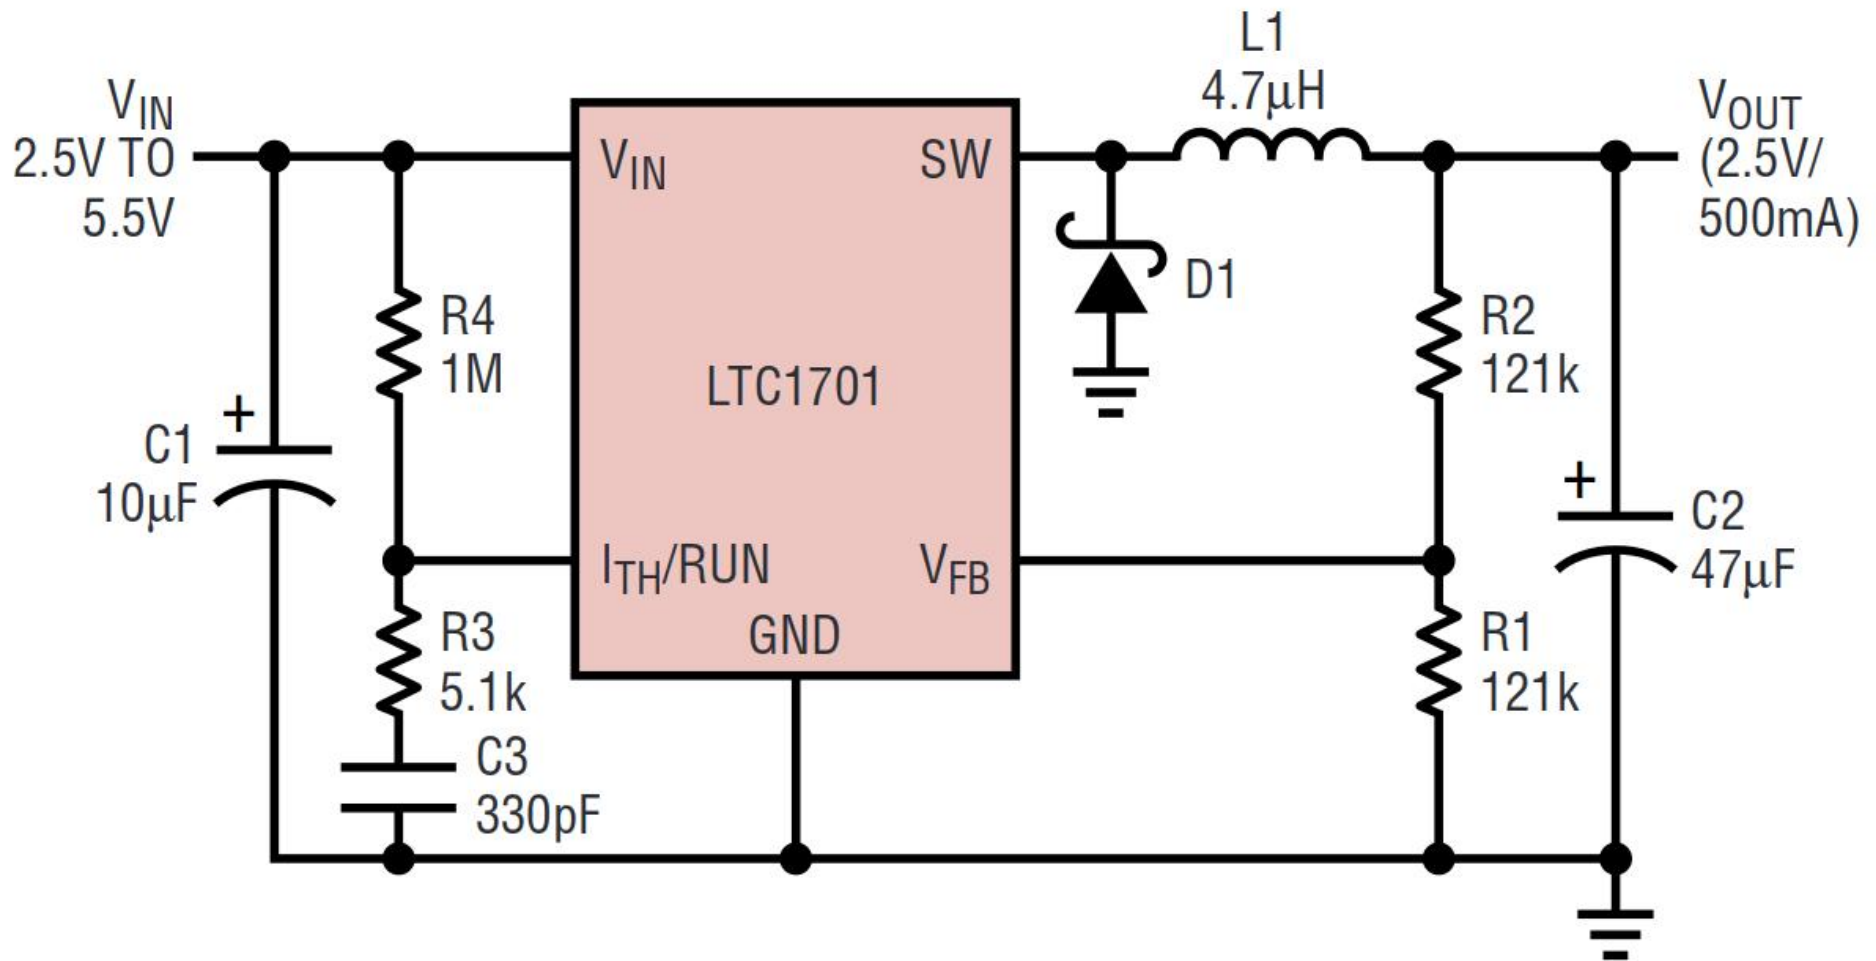 L1
4.7µH
VIN
2.5V TO
5.5V
VOUT
(2.5V/
500mA)
VIN
SW
D1
R4
1M
R2
121k
LTC1701
+
C1
10µF
+
C2
47µF
ITH/RUN
VFB
GND
R3
5.1k
R1
121k
C3
330pF